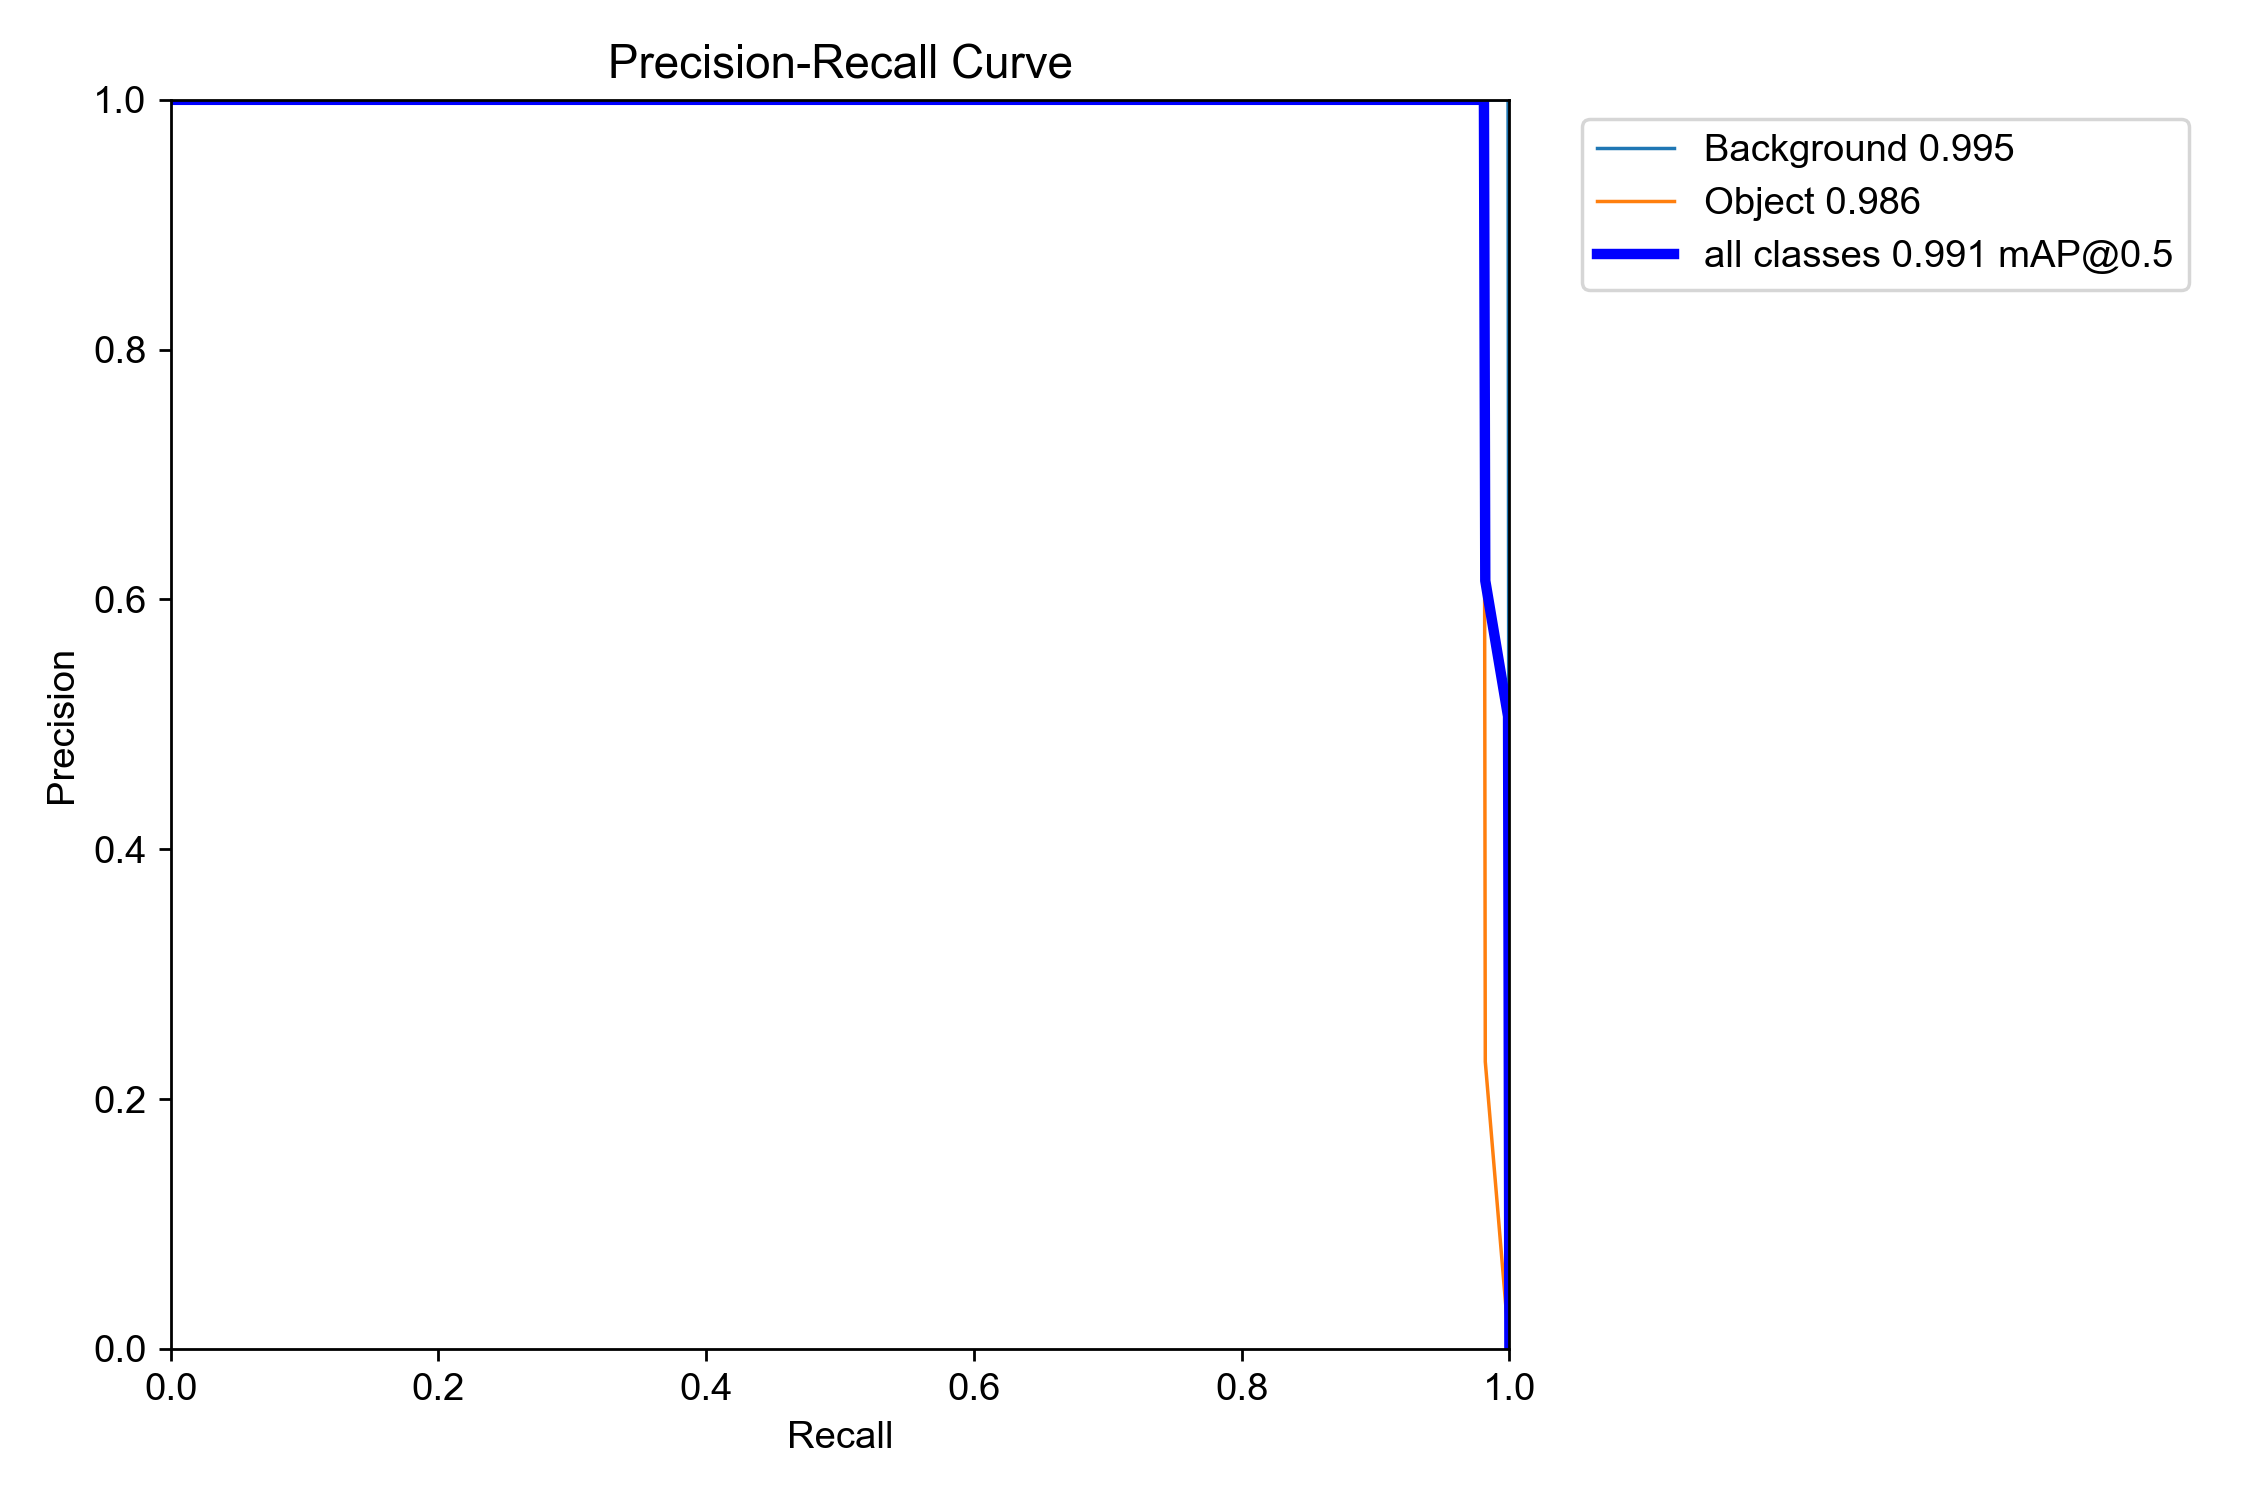 Precision-Recall Curve
1.0
0.8
0.6
0.4
0.2
0.0
Precision
0.0 0.2 0.4 0.6 0.8 1.0
Recall
Background 0.995
Object 0.986
all classes 0.991 mAP@0.5